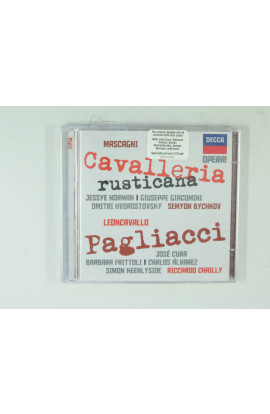 DECCA
MASCAGNI
OPERA!
Cavalleria
rusticana
JESSYE NORMAN | GIUSEPPE GIACOMINI
DMITRI HVOROSTOVSKY SEMYON BYCHKOV
LEONCAVALLO
Pagliacci
JOSÉ CURA
BARBARA FRITTOLI | CARLOS ÁLVAREZ
SIMON KEENLYSIDE RICCARDO CHAILLY